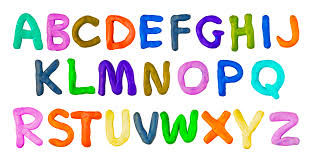 ABCDEFGHIJ
KLMNOPQ
RSTUVWXYZ